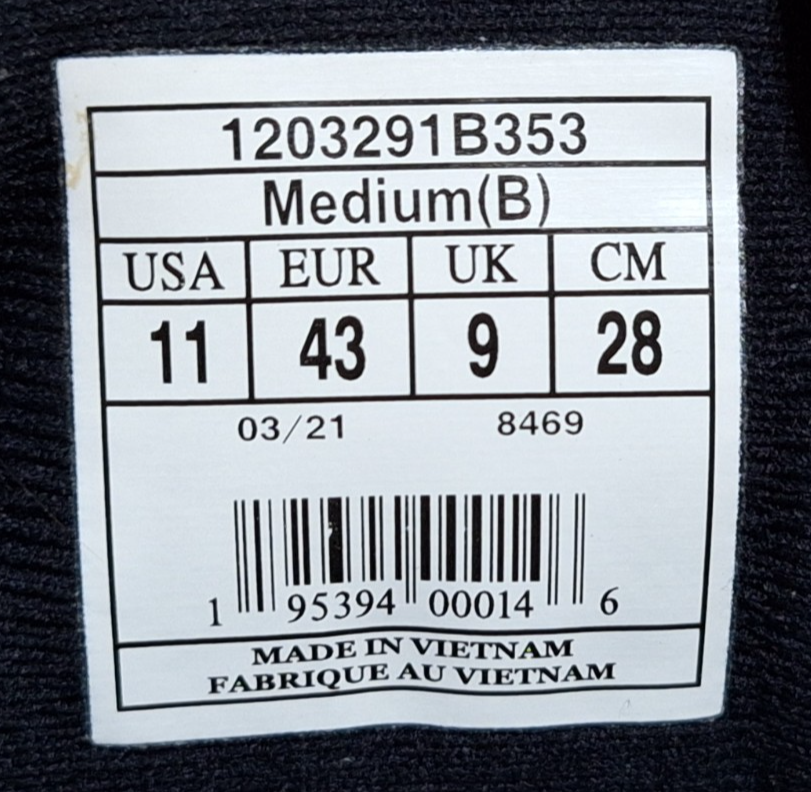 1203291B353
Medium(B)
USA EUR UK CM
11 43 9 28
03/21 8469
1 95394 00014 6
MADE IN VIETNAM
FABRIQUE AU VIETNAM